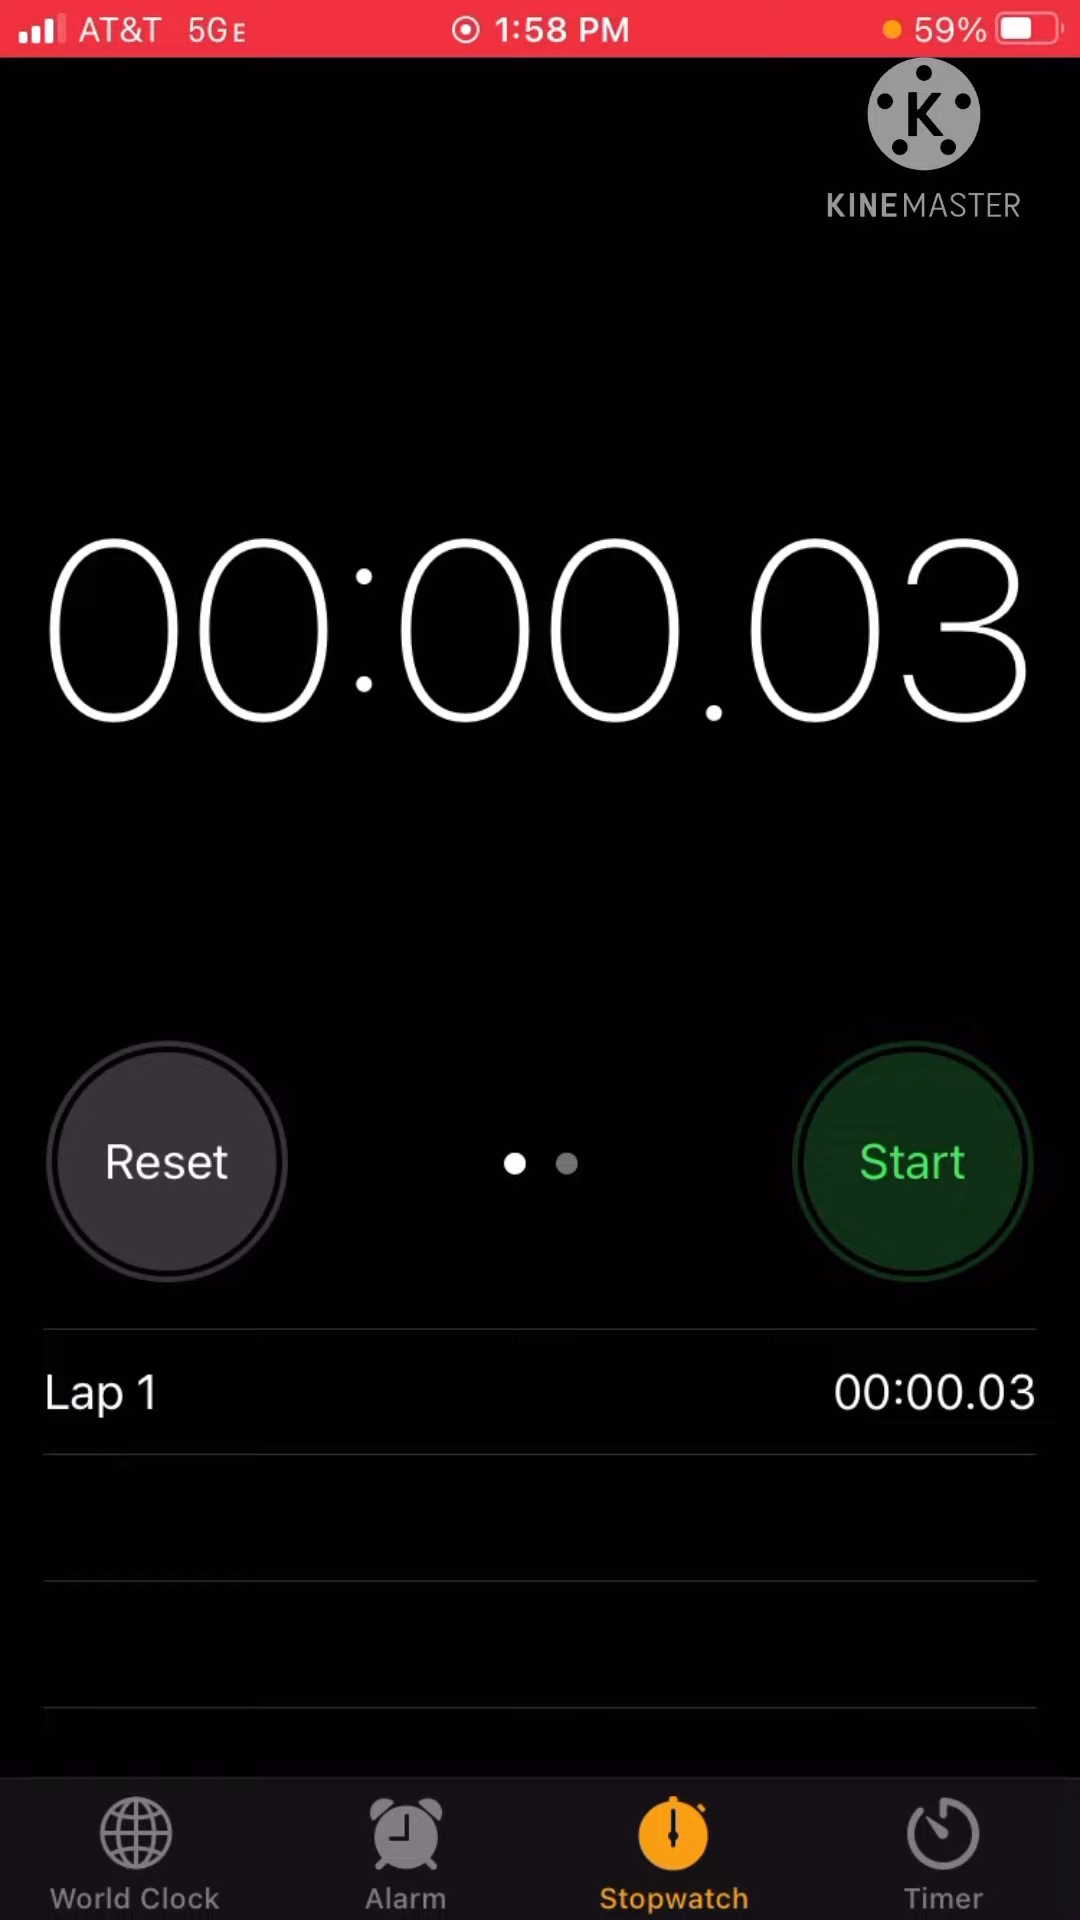 AT&T 5GE 1:58 PM 59%
K
KINEMASTER
00:00.03
Reset Start
Lap 1 00:00.03
World Clock Alarm Stopwatch Timer